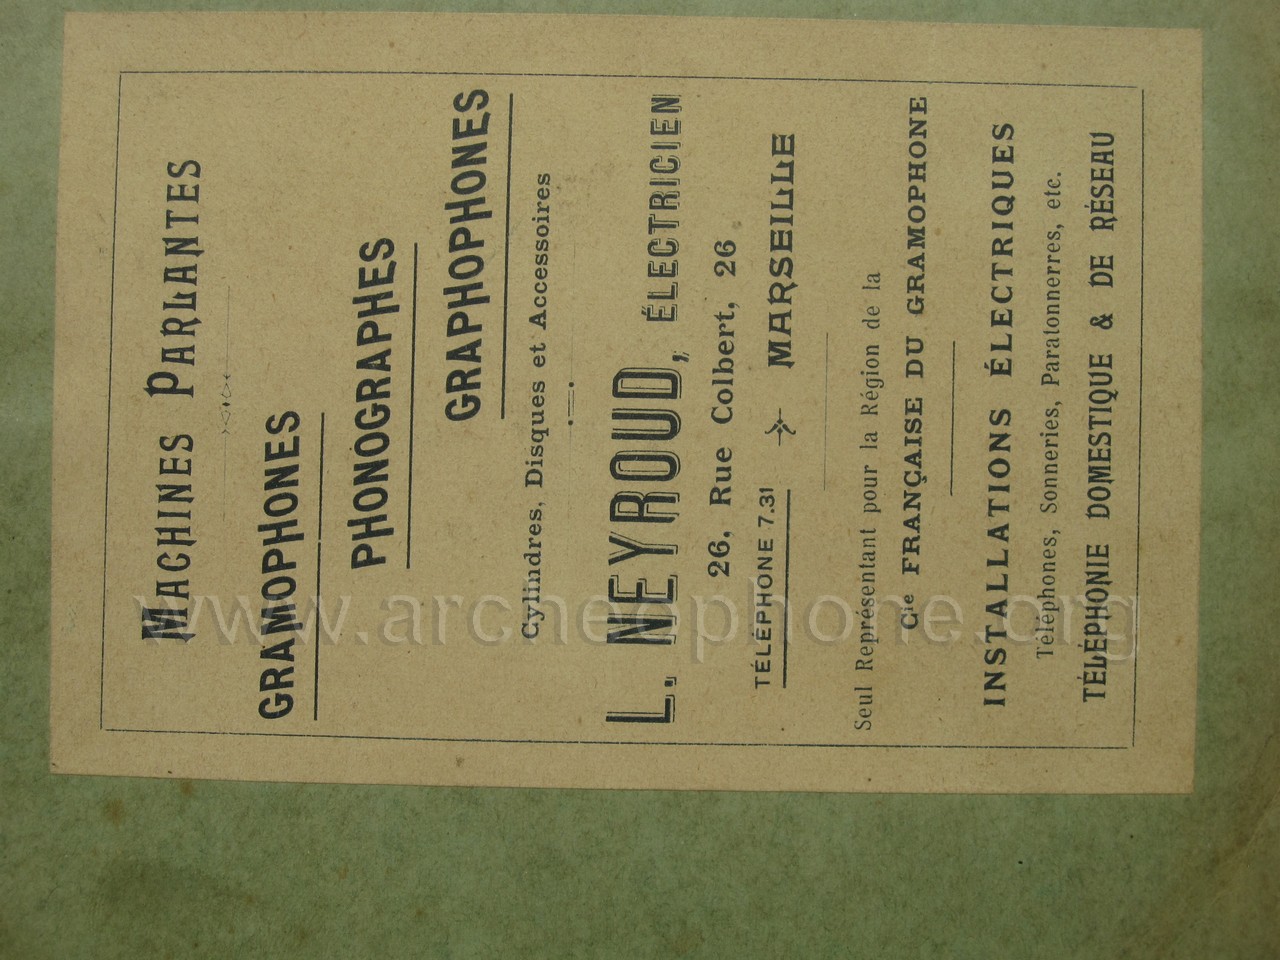 MACHINES PARLANTES
GRAMOPHONES
PHONOGRAPHES
GRAPHOPHONES
Cylindres, Disques et Accessoires
L. NEYROUD, ÉLECTRICIEN
26, Rue Colbert, 26
TÉLÉPHONE 7.31 MARSEILLE
Seul Représentant pour la Région de la
Cie FRANÇAISE DU GRAMOPHONE
INSTALLATIONS ÉLECTRIQUES
Téléphones, Sonneries, Paratonnerres, etc.
TÉLÉPHONIE DOMESTIQUE & DE RÉSEAU
www.archeophone.org